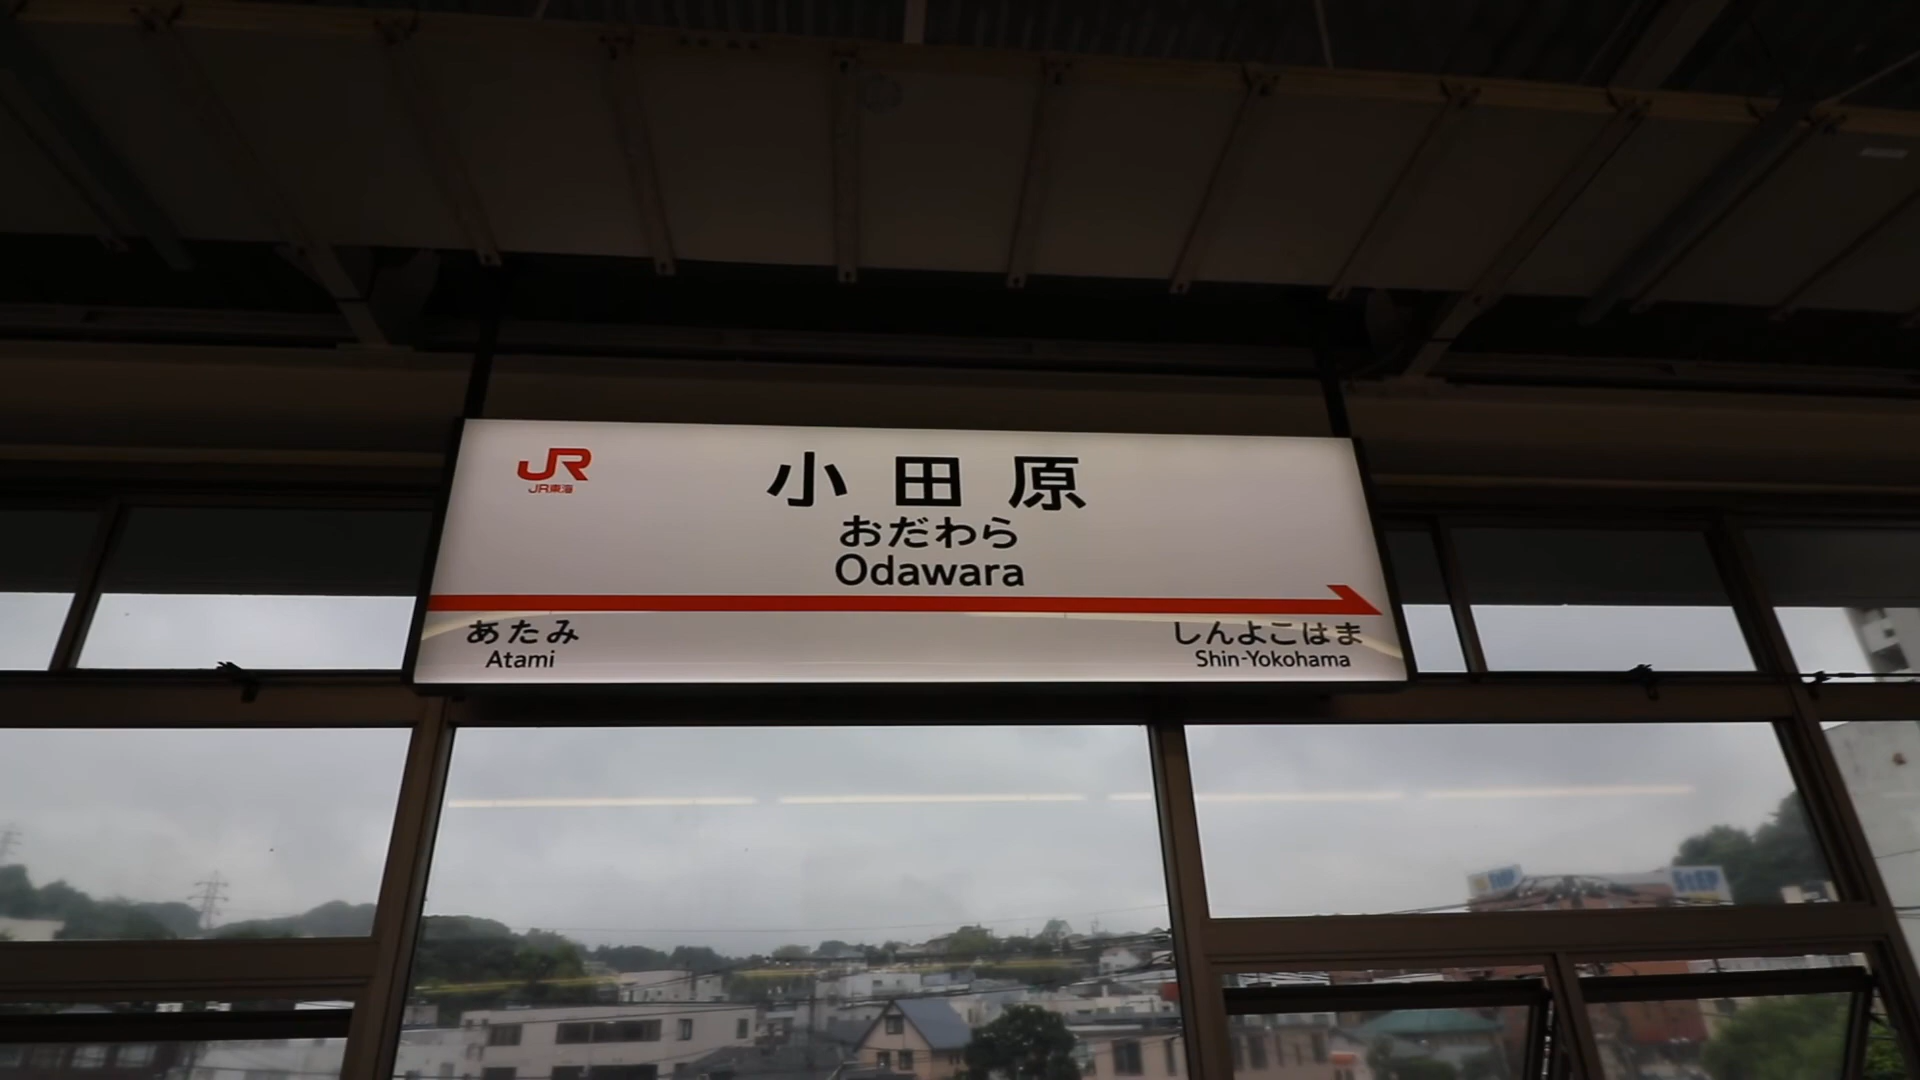 JR
JR東海
小田原
おだわら
Odawara
あたみ
Atami
しんよこはま
Shin-Yokohama
STEP